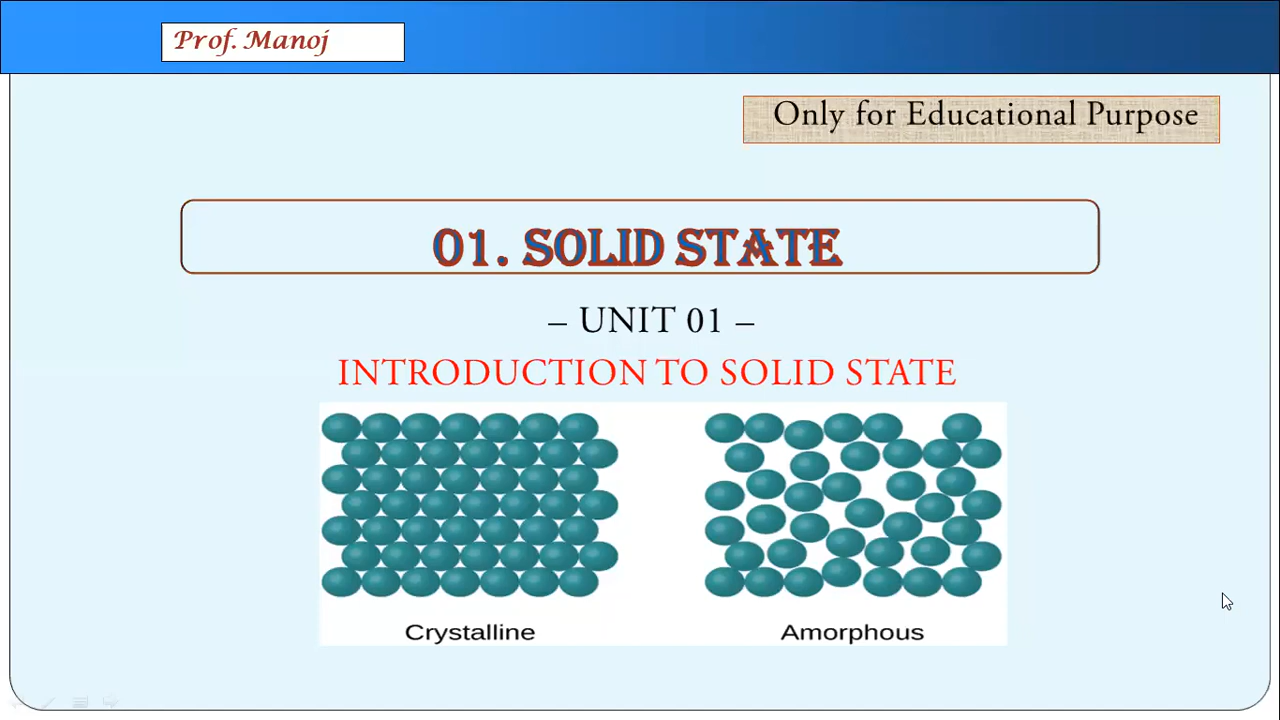 Prof. Manoj
Only for Educational Purpose
01. SOLID STATE
– UNIT 01 –
INTRODUCTION TO SOLID STATE
Crystalline
Amorphous